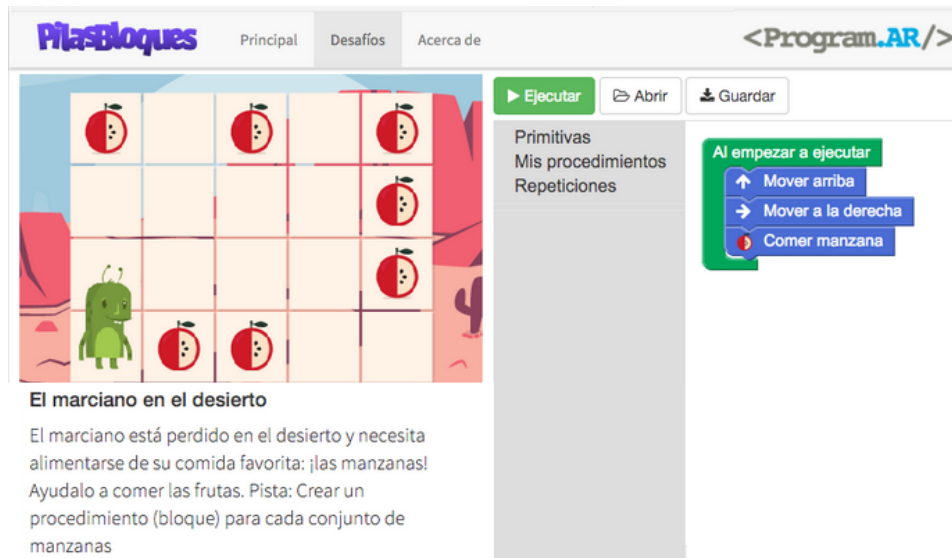 PilasBloques
Principal
Desafíos
Acerca de
<Program.AR/>
Ejecutar
Abrir
Guardar
Primitivas
Mis procedimientos
Repeticiones
Al empezar a ejecutar
Mover arriba
Mover a la derecha
Comer manzana
El marciano en el desierto
El marciano está perdido en el desierto y necesita
alimentarse de su comida favorita: ¡las manzanas!
Ayudalo a comer las frutas. Pista: Crear un
procedimiento (bloque) para cada conjunto de
manzanas